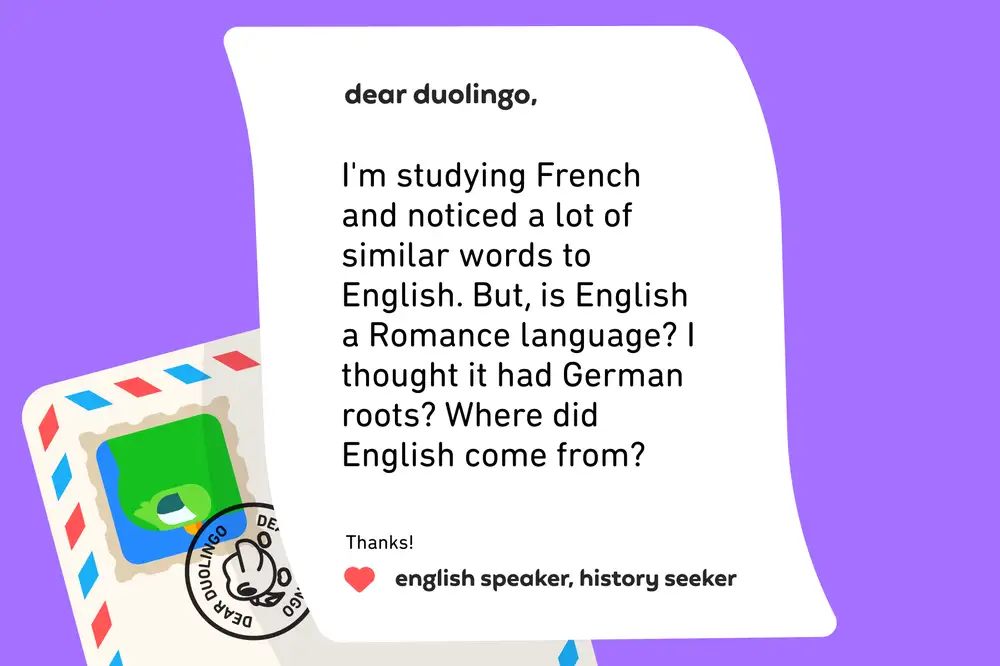 dear duolingo,
I'm studying French
and noticed a lot of
similar words to
English. But, is English
a Romance language? I
thought it had German
roots? Where did
English come from?
Thanks!
english speaker, history seeker
DEAR DUOLINGO
DEAR